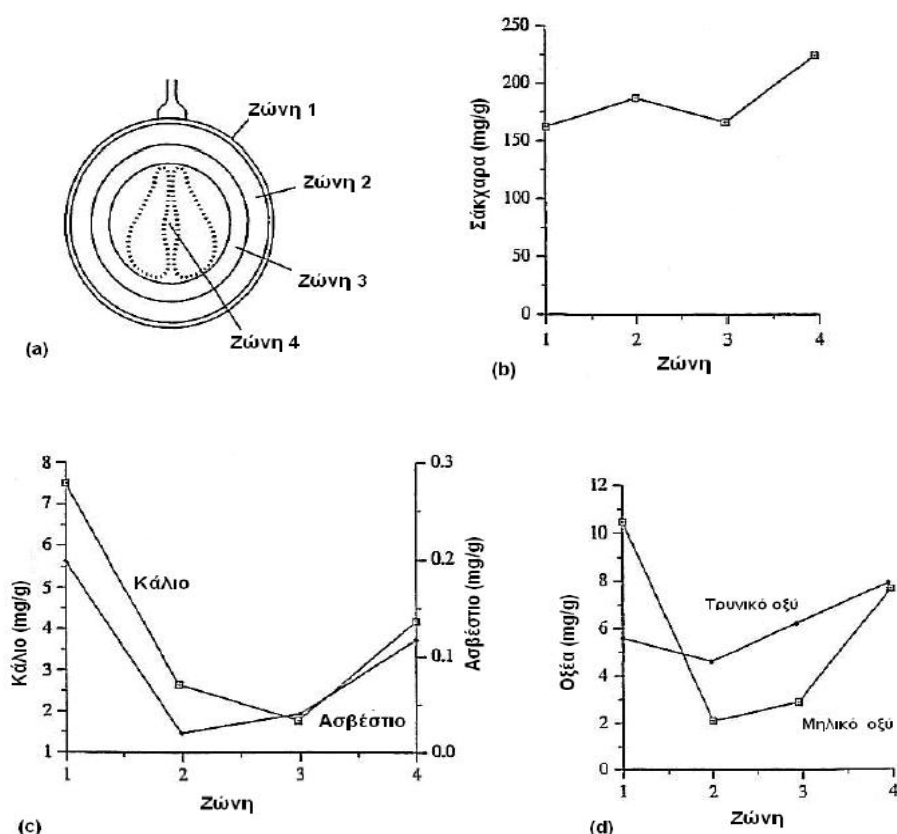 Ζώνη 1
Ζώνη 2
Ζώνη 3
Ζώνη 4
(a)
250
200
150
100
50
0
Σάκχαρα (mg/g)
1 2 3 4
Ζώνη
(b)
8
7
6
5
4
3
2
1
Κάλιο (mg/g)
0.3
0.2
0.1
0.0
Ασβέστιο (mg/g)
Κάλιο
Ασβέστιο
1 2 3 4
Ζώνη
(c)
12
10
8
6
4
2
0
Οξέα (mg/g)
Τρυνικό οξύ
Μηλικό οξύ
1 2 3 4
Ζώνη
(d)